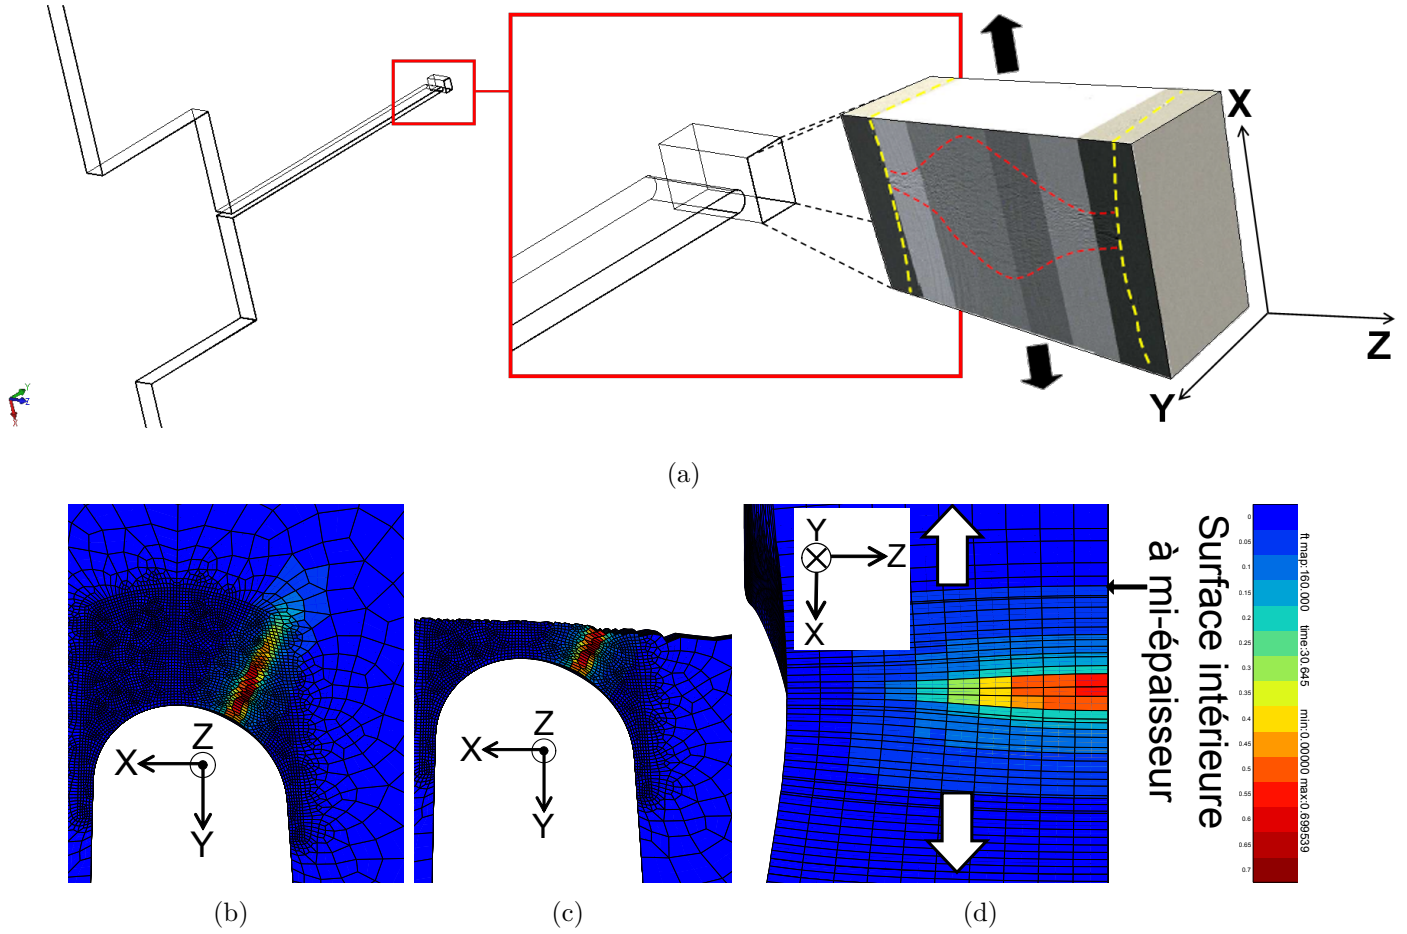 X
Z
Y
Y
Z
X
(a)
X
Z
Y
X
Z
Y
Y
Z
X
Surface intérieure
à mi-épaisseur
0
0.05
0.1
0.15
0.2
0.25
0.3
0.35
0.4
0.45
0.5
0.55
0.6
0.65
0.7
ft map:160.000 time:30.645 min:0.00000 max:0.699539
(b)
(c)
(d)